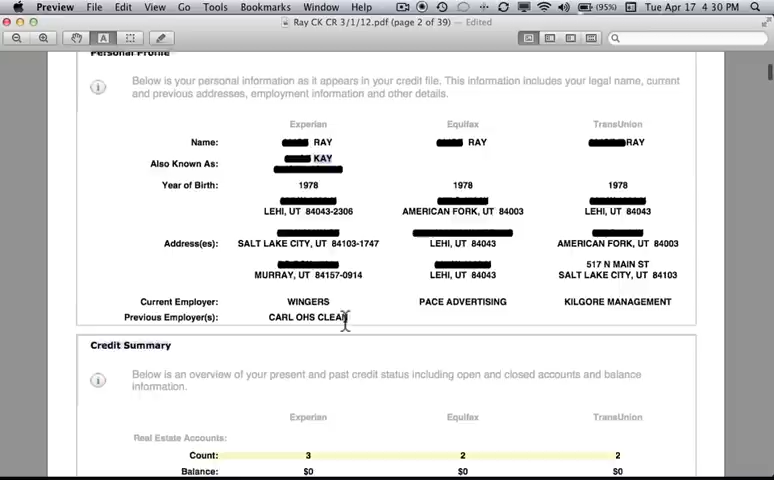 Preview File Edit View Go Tools Bookmarks Window Help (95%) Tue Apr 17 4:30 PM
Ray CK CR 3/1/12.pdf (page 2 of 39) — Edited
Personal Profile
Below is your personal information as it appears in your credit file. This information includes your legal name, current
and previous addresses, employment information and other details.
Experian Equifax TransUnion
Name: RAY RAY RAY
Also Known As: KAY
Year of Birth: 1978 1978 1978
LEHI, UT 84043-2306 AMERICAN FORK, UT 84003 LEHI, UT 84043
Address(es): SALT LAKE CITY, UT 84103-1747 LEHI, UT 84043 AMERICAN FORK, UT 84003
517 N MAIN ST
MURRAY, UT 84157-0914 LEHI, UT 84043 SALT LAKE CITY, UT 84103
Current Employer: WINGERS PACE ADVERTISING KILGORE MANAGEMENT
Previous Employer(s): CARL OHS CLEAN
Credit Summary
Below is an overview of your present and past credit status including open and closed accounts and balance
information.
Experian Equifax TransUnion
Real Estate Accounts:
Count: 3 2 2
Balance: $0 $0 $0